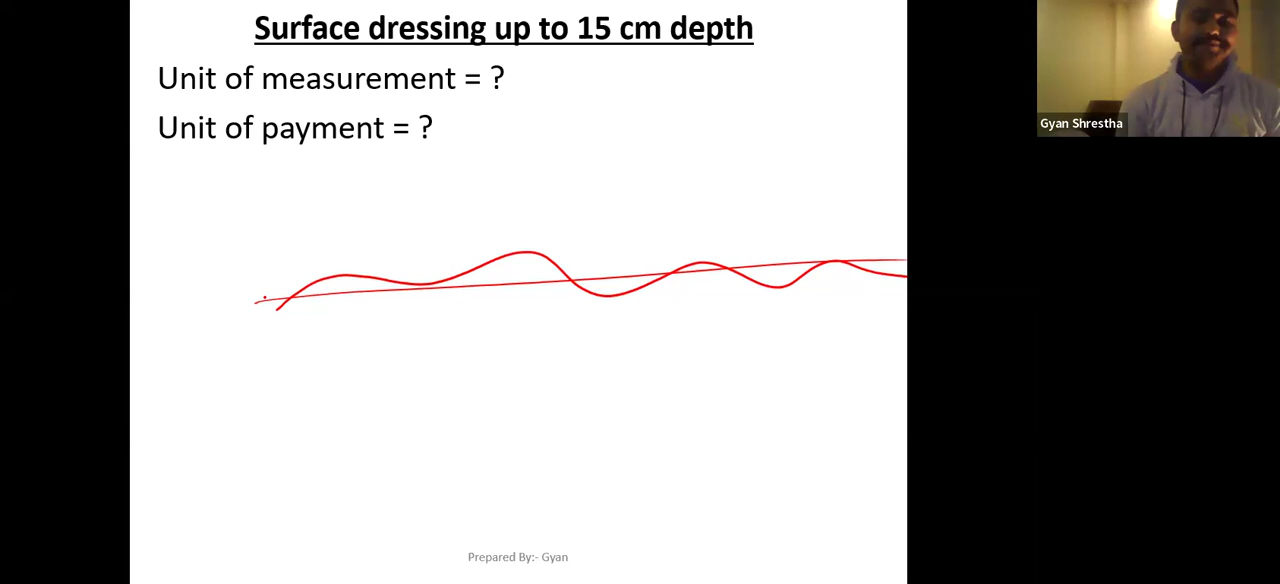 Surface dressing up to 15 cm depth
Unit of measurement = ?
Unit of payment = ?
Gyan Shrestha
Prepared By:- Gyan